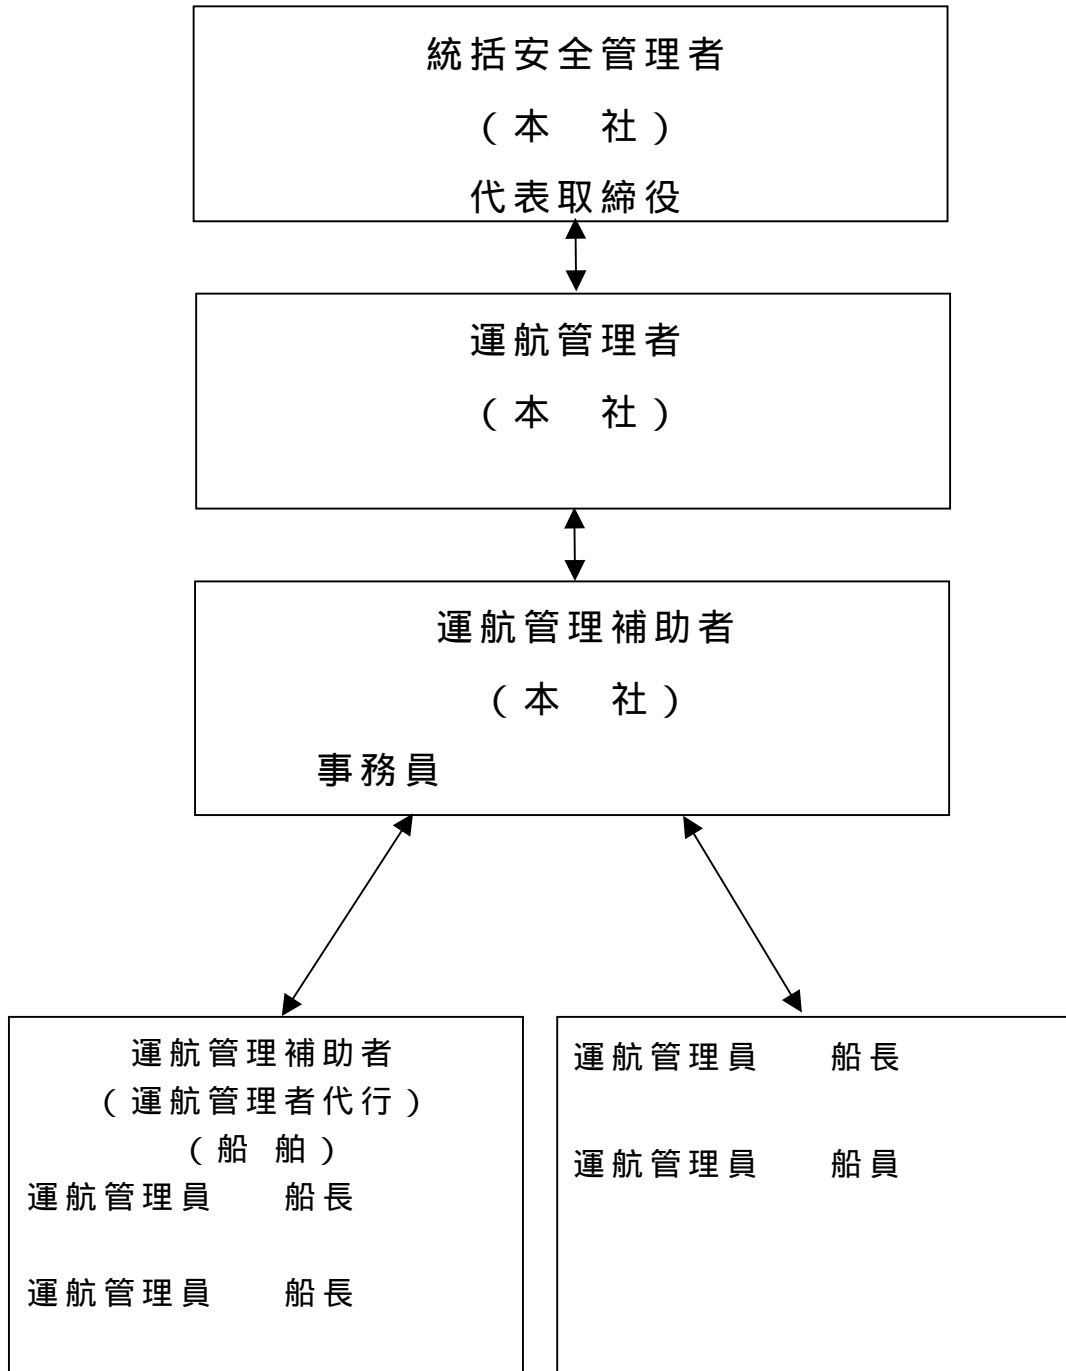 統括安全管理者
（本　社）
代表取締役
運航管理者
（本　社）
運航管理補助者
（本　社）
事務員
運航管理補助者
（運航管理者代行）
（船 舶）
運航管理員　　船長
運航管理員　　船長
運航管理員　　船長
運航管理員　　船員